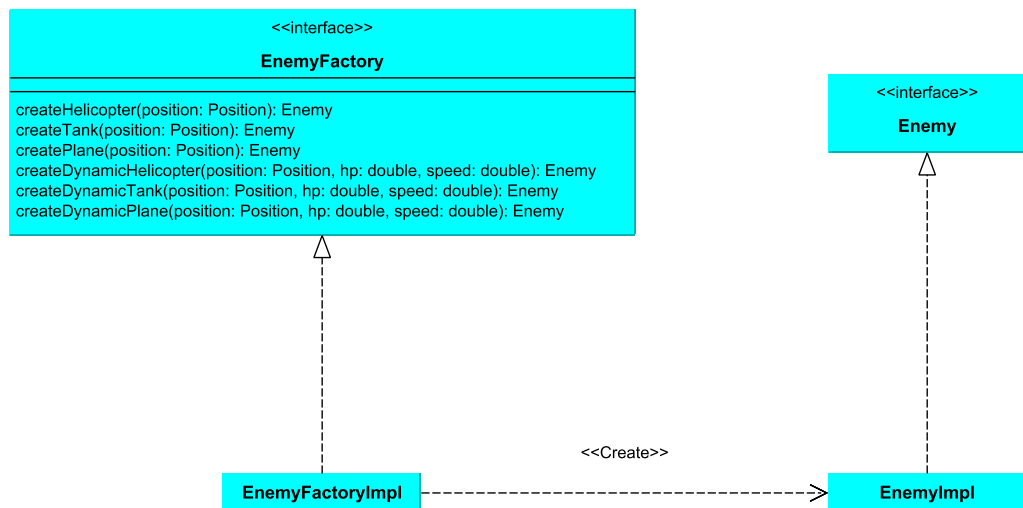 <<interface>>
EnemyFactory
createHelicopter(position: Position): Enemy
createTank(position: Position): Enemy
createPlane(position: Position): Enemy
createDynamicHelicopter(position: Position, hp: double, speed: double): Enemy
createDynamicTank(position: Position, hp: double, speed: double): Enemy
createDynamicPlane(position: Position, hp: double, speed: double): Enemy
<<interface>>
Enemy
<<Create>>
EnemyFactoryImpl
EnemyImpl